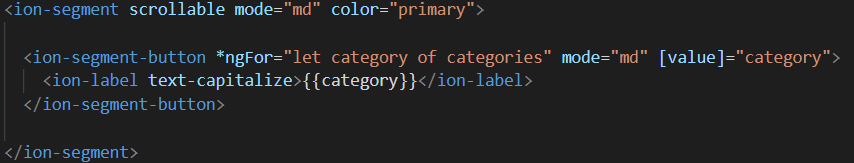 <ion-segment scrollable mode="md" color="primary">
<ion-segment-button *ngFor="let category of categories" mode="md" [value]="category">
<ion-label text-capitalize>{{category}}</ion-label>
</ion-segment-button>
</ion-segment>